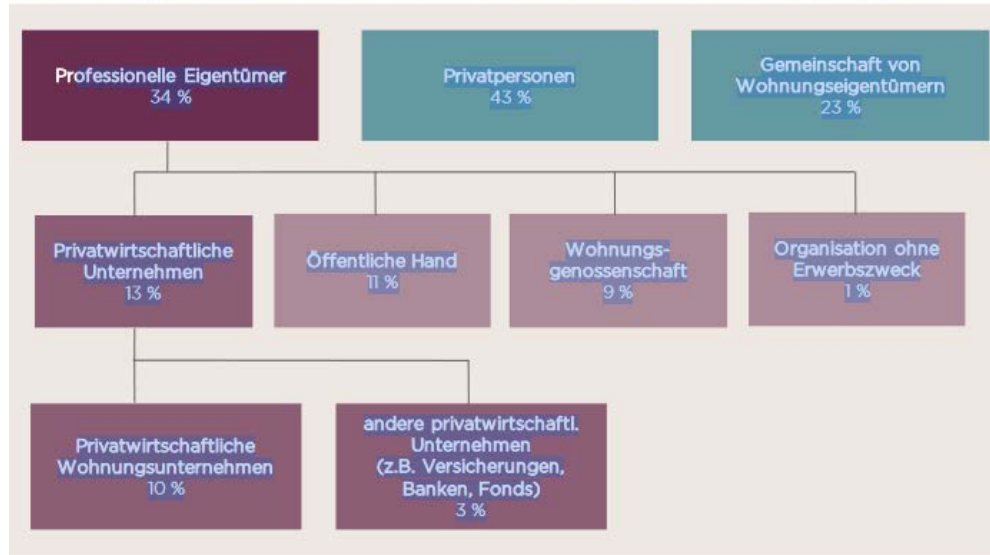 Professionelle Eigentümer
34 %
Privatpersonen
43 %
Gemeinschaft von
Wohnungseigentümern
23 %
Privatwirtschaftliche
Unternehmen
13 %
Öffentliche Hand
11 %
Wohnungs-
genossenschaft
9 %
Organisation ohne
Erwerbszweck
1 %
Privatwirtschaftliche
Wohnungsunternehmen
10 %
andere privatwirtschaftl.
Unternehmen
(z.B. Versicherungen,
Banken, Fonds)
3 %